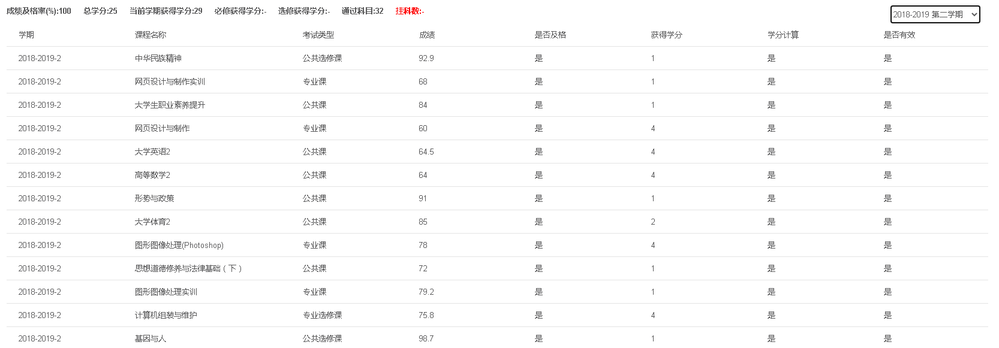 成绩及格率(%):100 总学分:25 当前学期获得学分:29 必修获得学分:- 选修获得学分:- 通过科目:32 挂科数:- 2018-2019 第二学期
学期 课程名称 考试类型 成绩 是否及格 获得学分 学分计算 是否有效
2018-2019-2 中华民族精神 公共选修课 92.9 是 1 是 是
2018-2019-2 网页设计与制作实训 专业课 68 是 1 是 是
2018-2019-2 大学生职业素养提升 公共课 84 是 1 是 是
2018-2019-2 网页设计与制作 专业课 60 是 4 是 是
2018-2019-2 大学英语2 公共课 64.5 是 4 是 是
2018-2019-2 高等数学2 公共课 64 是 4 是 是
2018-2019-2 形势与政策 公共课 91 是 1 是 是
2018-2019-2 大学体育2 公共课 85 是 2 是 是
2018-2019-2 图形图像处理(Photoshop) 专业课 78 是 4 是 是
2018-2019-2 思想道德修养与法律基础（下） 公共课 72 是 1 是 是
2018-2019-2 图形图像处理实训 专业课 79.2 是 1 是 是
2018-2019-2 计算机组装与维护 专业选修课 75.8 是 4 是 是
2018-2019-2 基因与人 公共选修课 98.7 是 1 是 是